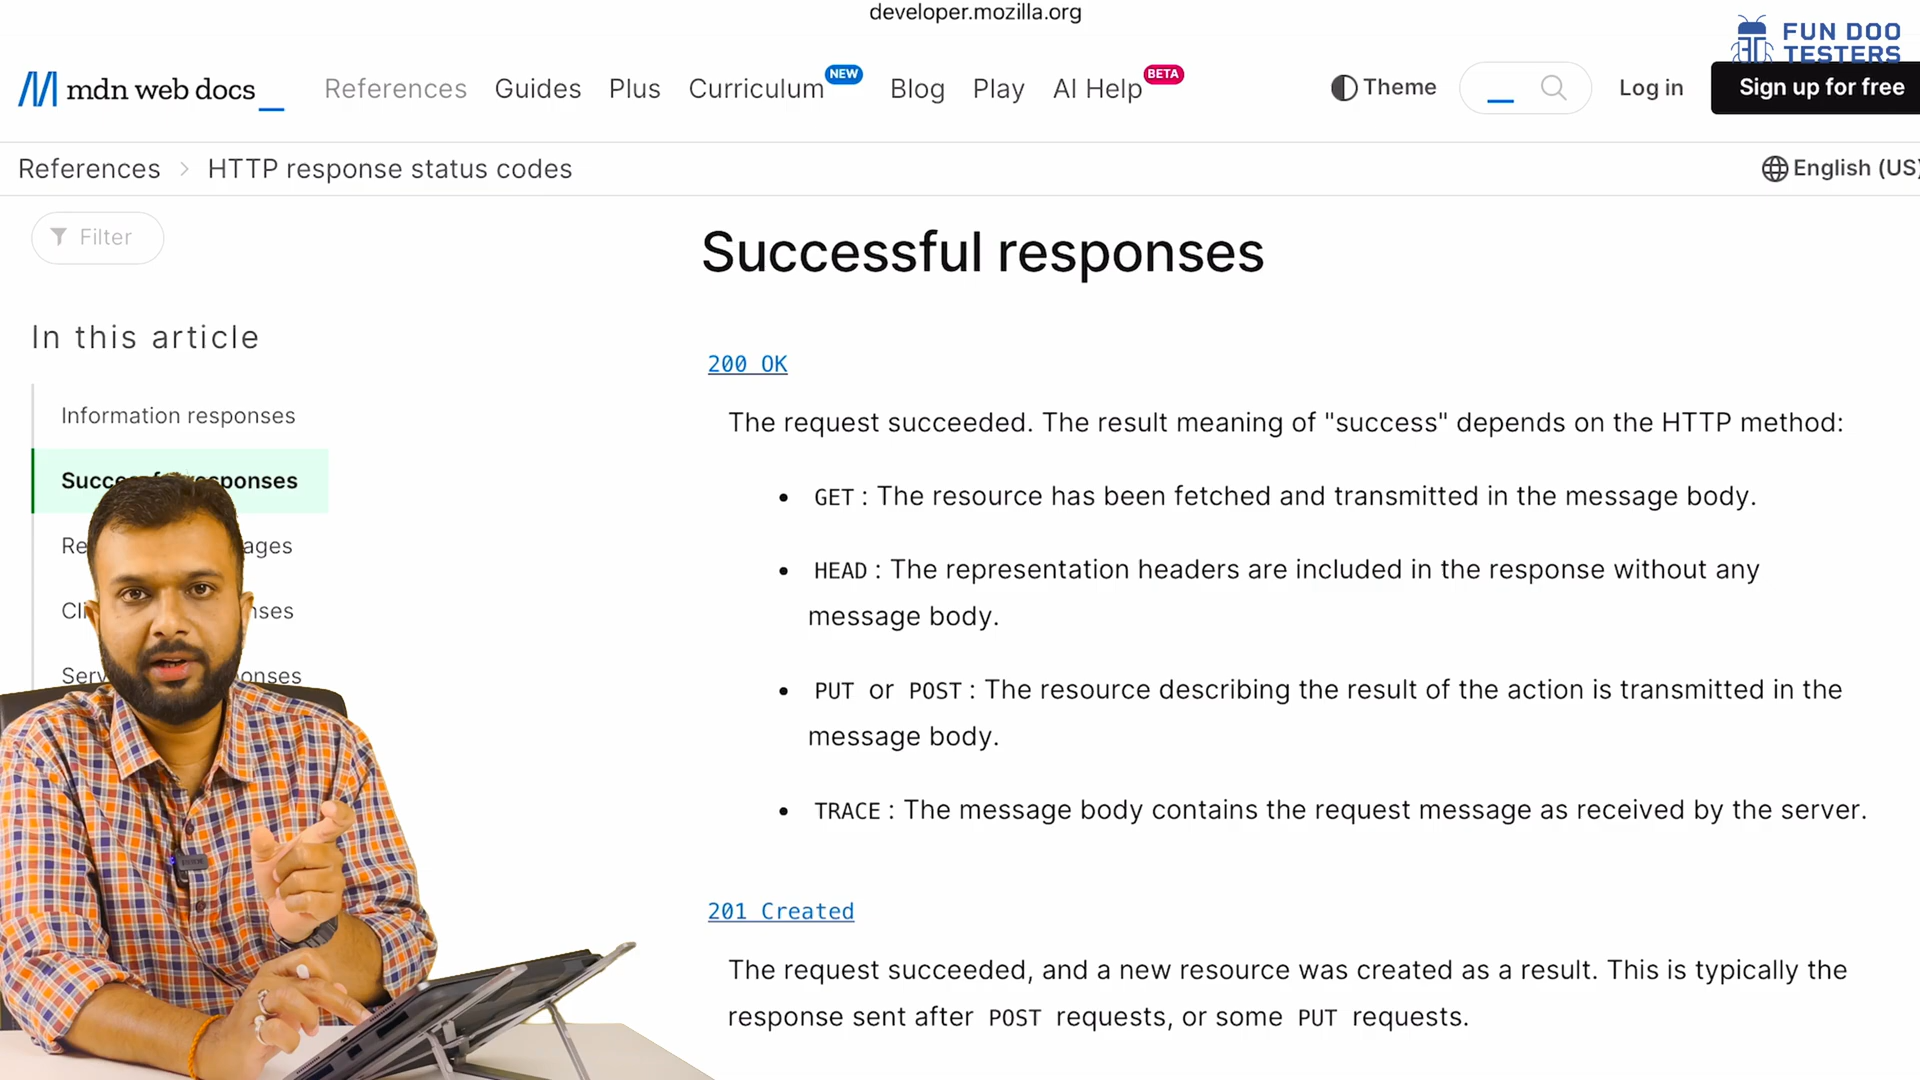 developer.mozilla.org
FUN DOO
TESTERS
mdn web docs
References Guides Plus Curriculum NEW Blog Play AI Help BETA Theme Log in Sign up for free
References > HTTP response status codes English (US)
Filter
In this article
Information responses
Successful responses
Successful responses
200 OK
The request succeeded. The result meaning of "success" depends on the HTTP method:
• GET : The resource has been fetched and transmitted in the message body.
• HEAD : The representation headers are included in the response without any
message body.
• PUT or POST : The resource describing the result of the action is transmitted in the
message body.
• TRACE : The message body contains the request message as received by the server.
201 Created
The request succeeded, and a new resource was created as a result. This is typically the
response sent after POST requests, or some PUT requests.